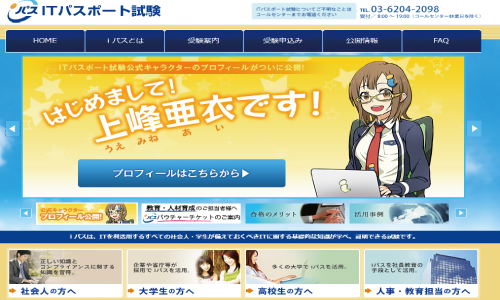 iパス ITパスポート試験
ITパスポート試験についてご不明なことは
コールセンターまでお電話ください。
TEL. 03-6204-2098
受付/8:00~19:00(コールセンター休業日を除く)
HOME
iパスとは
受験案内
受験申込み
公開情報
FAQ
ITパスポート試験公式キャラクターのプロフィールがついに公開!
はじめまして!
上峰亜衣です!
うえ みね あ い
プロフィールはこちらから▶
公式キャラクター
プロフィール公開!
教育・人材育成のご担当者様へ
iパスバウチャーチケットのご案内
合格のメリット
活用事例
iパスは、ITを利活用するすべての社会人・学生が備えておくべきITに関する基礎的な知識が学べ、証明できる試験です。
正しい知識と
コンプライアンスに関する
知識を習得。
社会人の方へ
企業や省庁等が
採用でiパスを活用。
大学生の方へ
多くの大学でiパスを活用。
高校生の方へ
iパスを社員教育の
手段として活用。
人事・教育担当の方へ